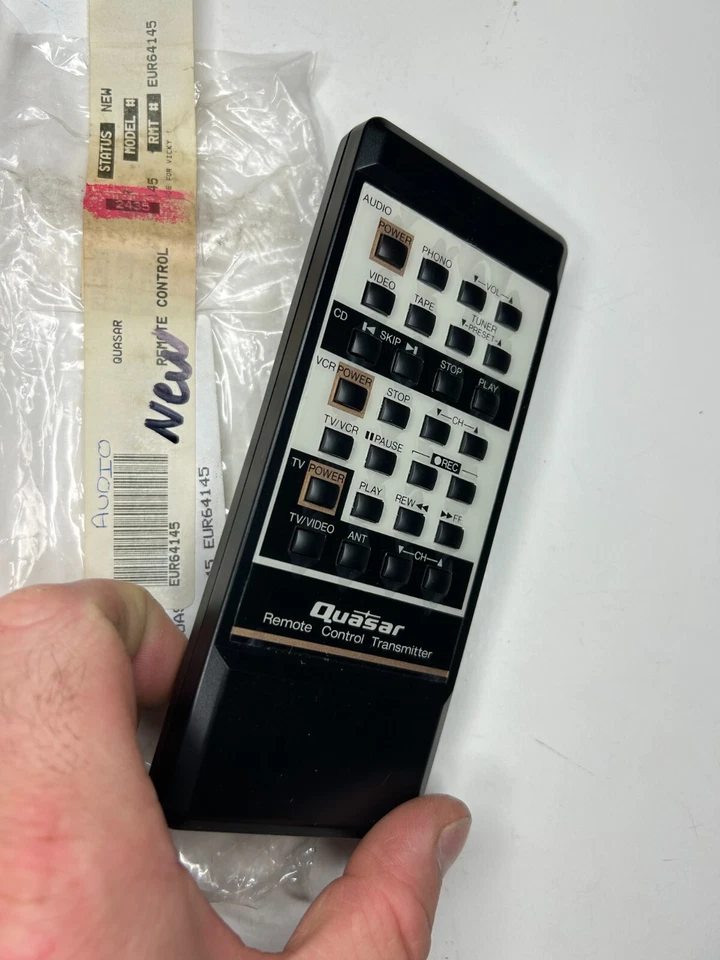 STATUS NEW
MODEL #
RMT # EUR64145
FOR VICKY
QUASAR
REMOTE CONTROL
New
AUDIO
EUR64145
EUR64145
AUDIO
POWER PHONO ▼—VOL—▲
VIDEO TAPE TUNER
▼-PRESET-▲
CD
SKIP STOP PLAY
VCR POWER STOP ▼—CH—▲
TV/VCR PAUSE REC
TV POWER PLAY REW◀◀ ▶▶FF
TV/VIDEO ANT ▼—CH—▲
Quasar
Remote Control Transmitter